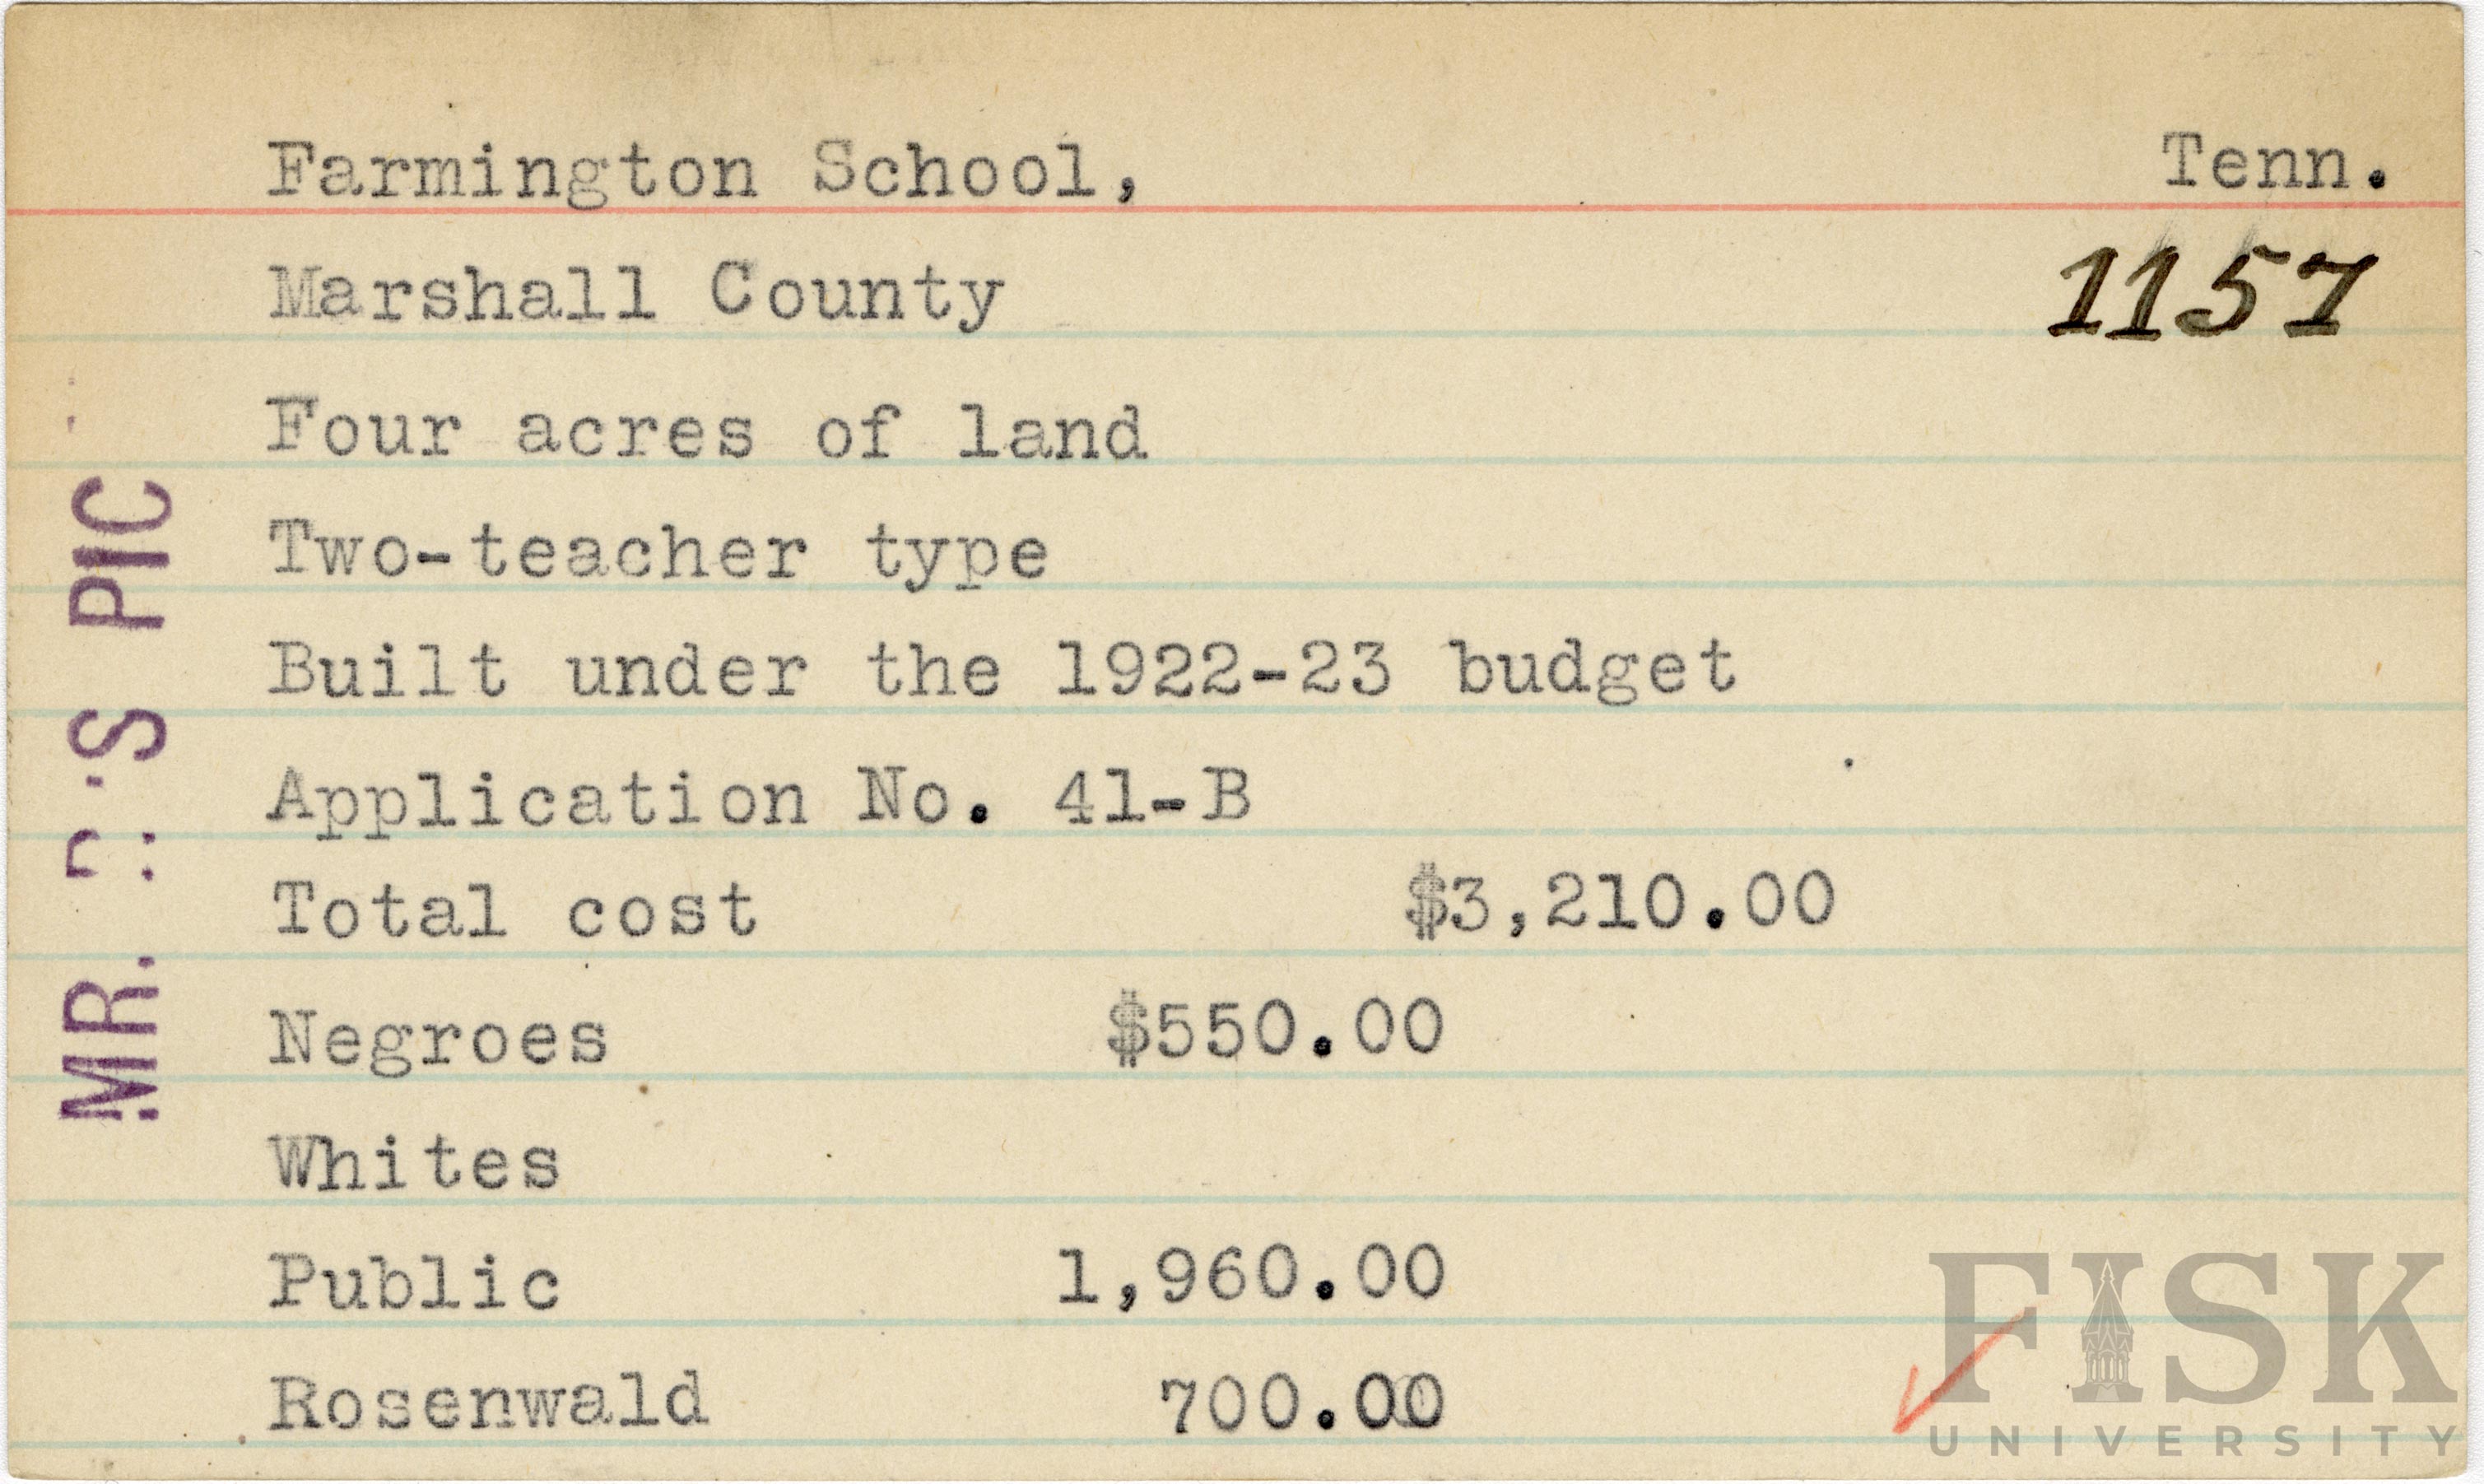 Farmington School, Tenn.
1157
Marshall County
Four acres of land
Two-teacher type
Built under the 1922-23 budget
Application No. 41-B
Total cost $3,210.00
Negroes $550.00
Whites
Public 1,960.00
Rosenwald 700.00
MR. S PIC
FISK
UNIVERSITY